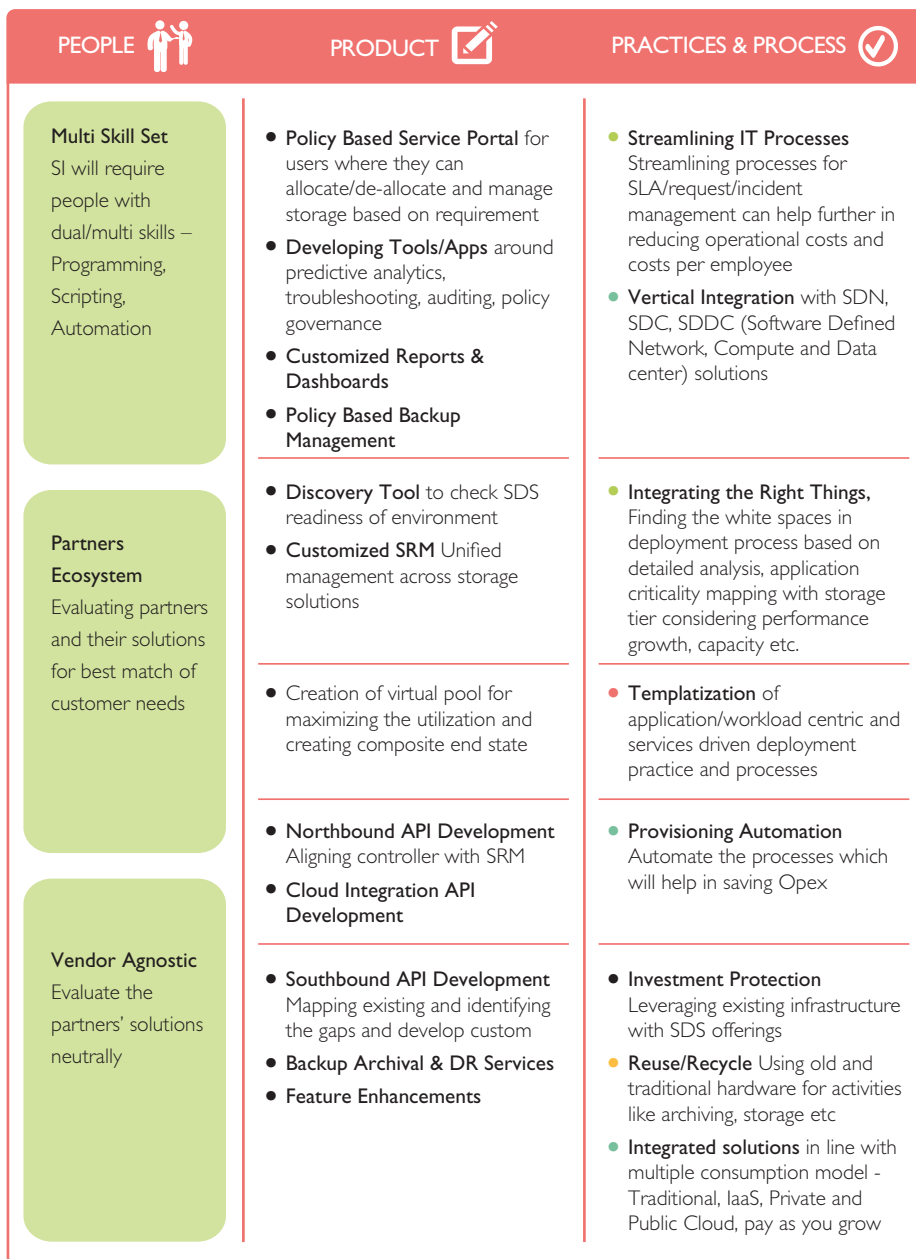 PEOPLE
PRODUCT
PRACTICES & PROCESS
Multi Skill Set
SI will require
people with
dual/multi skills –
Programming,
Scripting,
Automation
Partners
Ecosystem
Evaluating partners
and their solutions
for best match of
customer needs
Vendor Agnostic
Evaluate the
partners’ solutions
neutrally
• Policy Based Service Portal for
users where they can
allocate/de-allocate and manage
storage based on requirement
• Developing Tools/Apps around
predictive analytics,
troubleshooting, auditing, policy
governance
• Customized Reports &
Dashboards
• Policy Based Backup
Management
• Discovery Tool to check SDS
readiness of environment
• Customized SRM Unified
management across storage
solutions
• Creation of virtual pool for
maximizing the utilization and
creating composite end state
• Northbound API Development
Aligning controller with SRM
• Cloud Integration API
Development
• Southbound API Development
Mapping existing and identifying
the gaps and develop custom
• Backup Archival & DR Services
• Feature Enhancements
• Streamlining IT Processes
Streamlining processes for
SLA/request/incident
management can help further in
reducing operational costs and
costs per employee
• Vertical Integration with SDN,
SDC, SDDC (Software Defined
Network, Compute and Data
center) solutions
• Integrating the Right Things,
Finding the white spaces in
deployment process based on
detailed analysis, application
criticality mapping with storage
tier considering performance
growth, capacity etc.
• Templatization of
application/workload centric and
services driven deployment
practice and processes
• Provisioning Automation
Automate the processes which
will help in saving Opex
• Investment Protection
Leveraging existing infrastructure
with SDS offerings
• Reuse/Recycle Using old and
traditional hardware for activities
like archiving, storage etc
• Integrated solutions in line with
multiple consumption model -
Traditional, IaaS, Private and
Public Cloud, pay as you grow